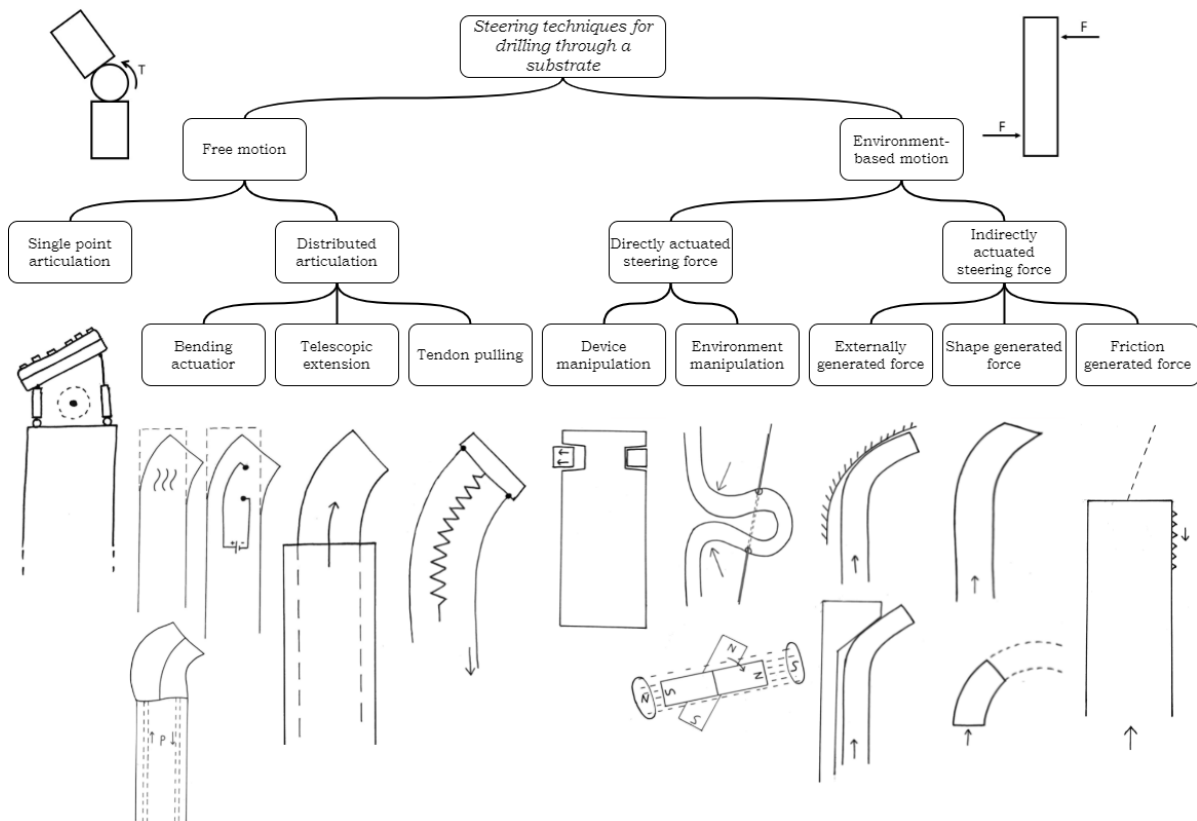 Steering techniques for
drilling through a
substrate
T
F
F
Free motion
Environment-
based motion
Single point
articulation
Distributed
articulation
Directly actuated
steering force
Indirectly
actuated
steering force
Bending
actuatior
Telescopic
extension
Tendon pulling
Device
manipulation
Environment
manipulation
Externally
generated force
Shape generated
force
Friction
generated force
+ -
N
S
N
S
N
S
P